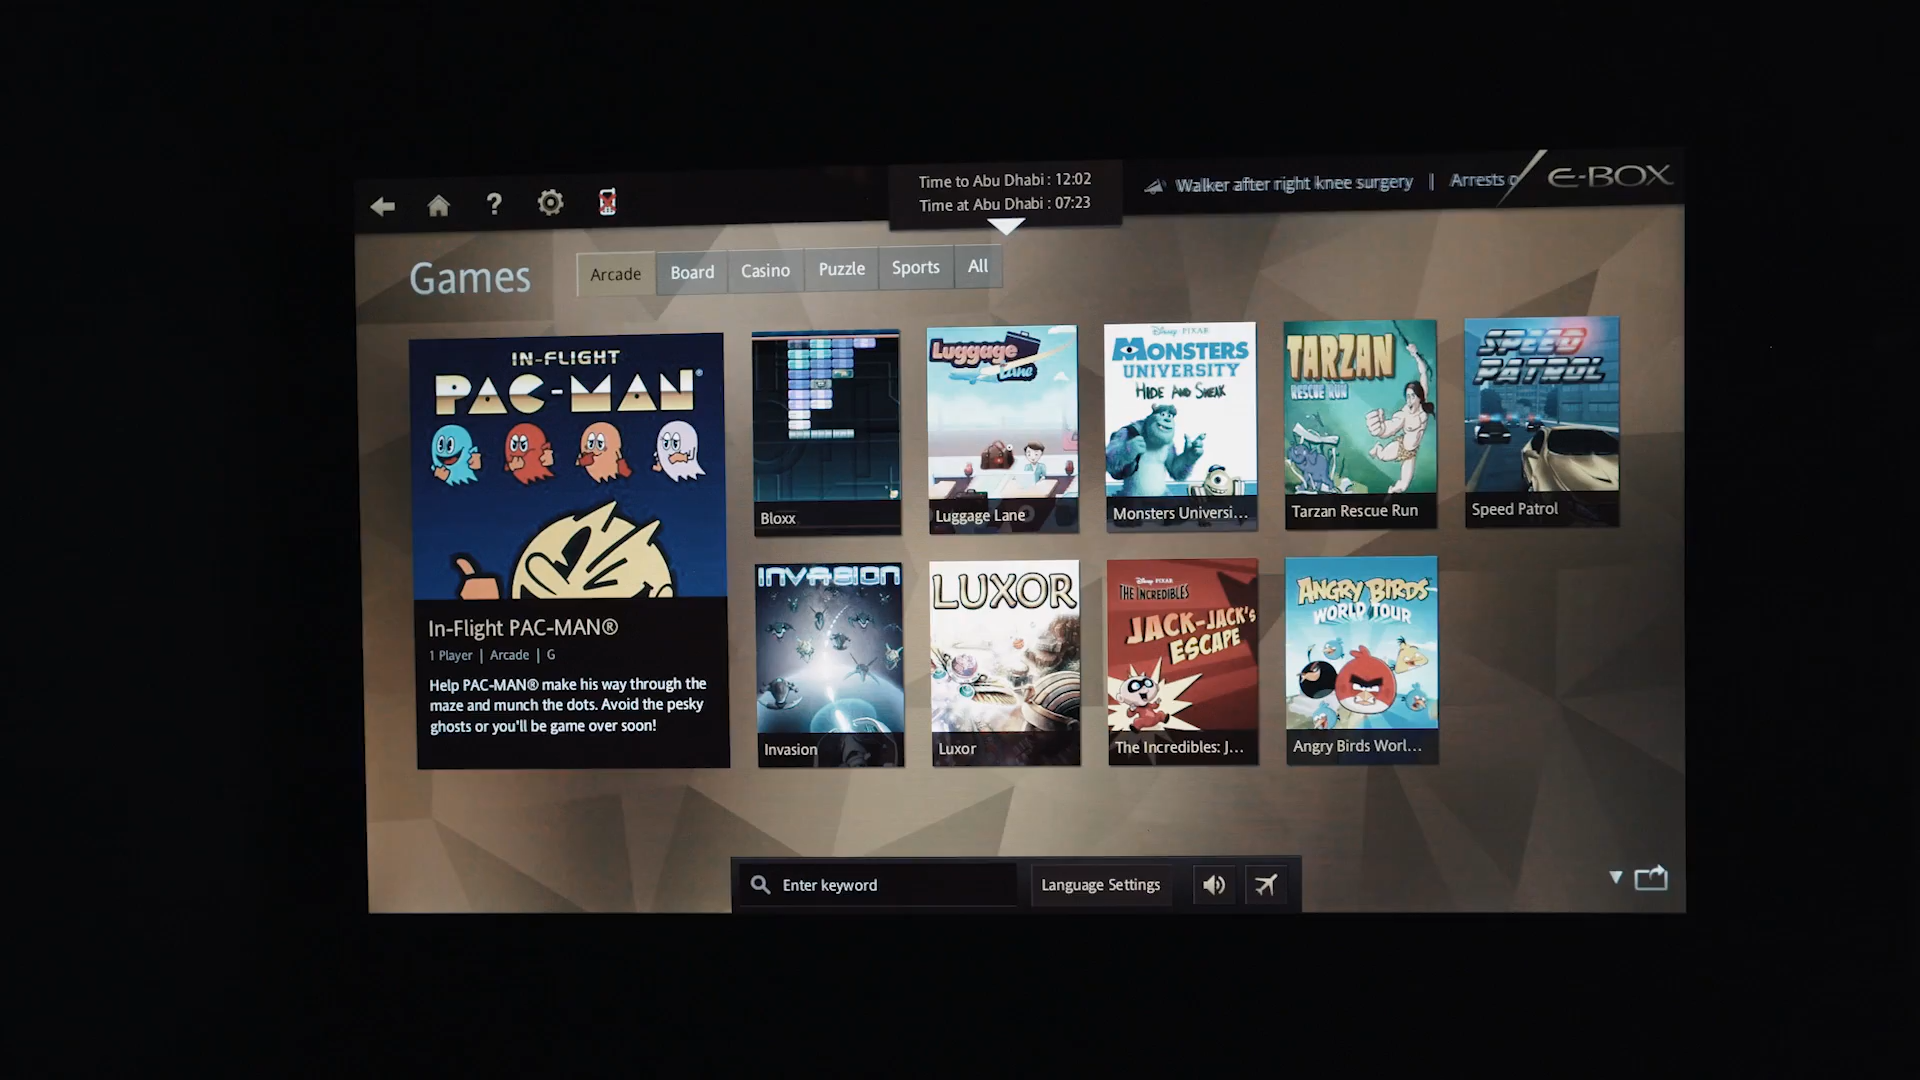 ?
Time to Abu Dhabi : 12:02
Time at Abu Dhabi : 07:23
Walker after right knee surgery | Arrests o
E-BOX
Games
Arcade
Board
Casino
Puzzle
Sports
All
IN-FLIGHT
PAC-MAN®
In-Flight PAC-MAN®
1 Player | Arcade | G
Help PAC-MAN® make his way through the
maze and munch the dots. Avoid the pesky
ghosts or you'll be game over soon!
Bloxx
Luggage
Lane
Luggage Lane
Disney PIXAR
MONSTERS
UNIVERSITY
HIDE AND SNEAK
Monsters Universi...
TARZAN
RESCUE RUN
Tarzan Rescue Run
SPEED
PATROL
Speed Patrol
INVASION
Invasion
LUXOR
Luxor
Disney PIXAR
THE INCREDIBLES
JACK-JACK'S
ESCAPE
The Incredibles: J...
ANGRY BIRDS
WORLD TOUR
Angry Birds Worl...
Enter keyword
Language Settings